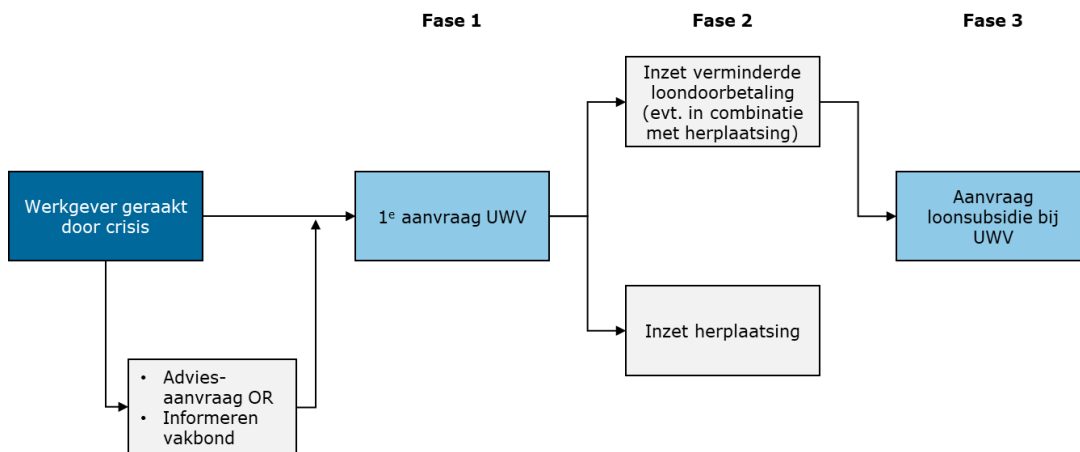 Fase 1
Fase 2
Fase 3
Werkgever geraakt
door crisis
• Advies-
aanvraag OR
• Informeren
vakbond
1e aanvraag UWV
Inzet verminderde
loondoorbetaling
(evt. in combinatie
met herplaatsing)
Inzet herplaatsing
Aanvraag
loonsubsidie bij
UWV